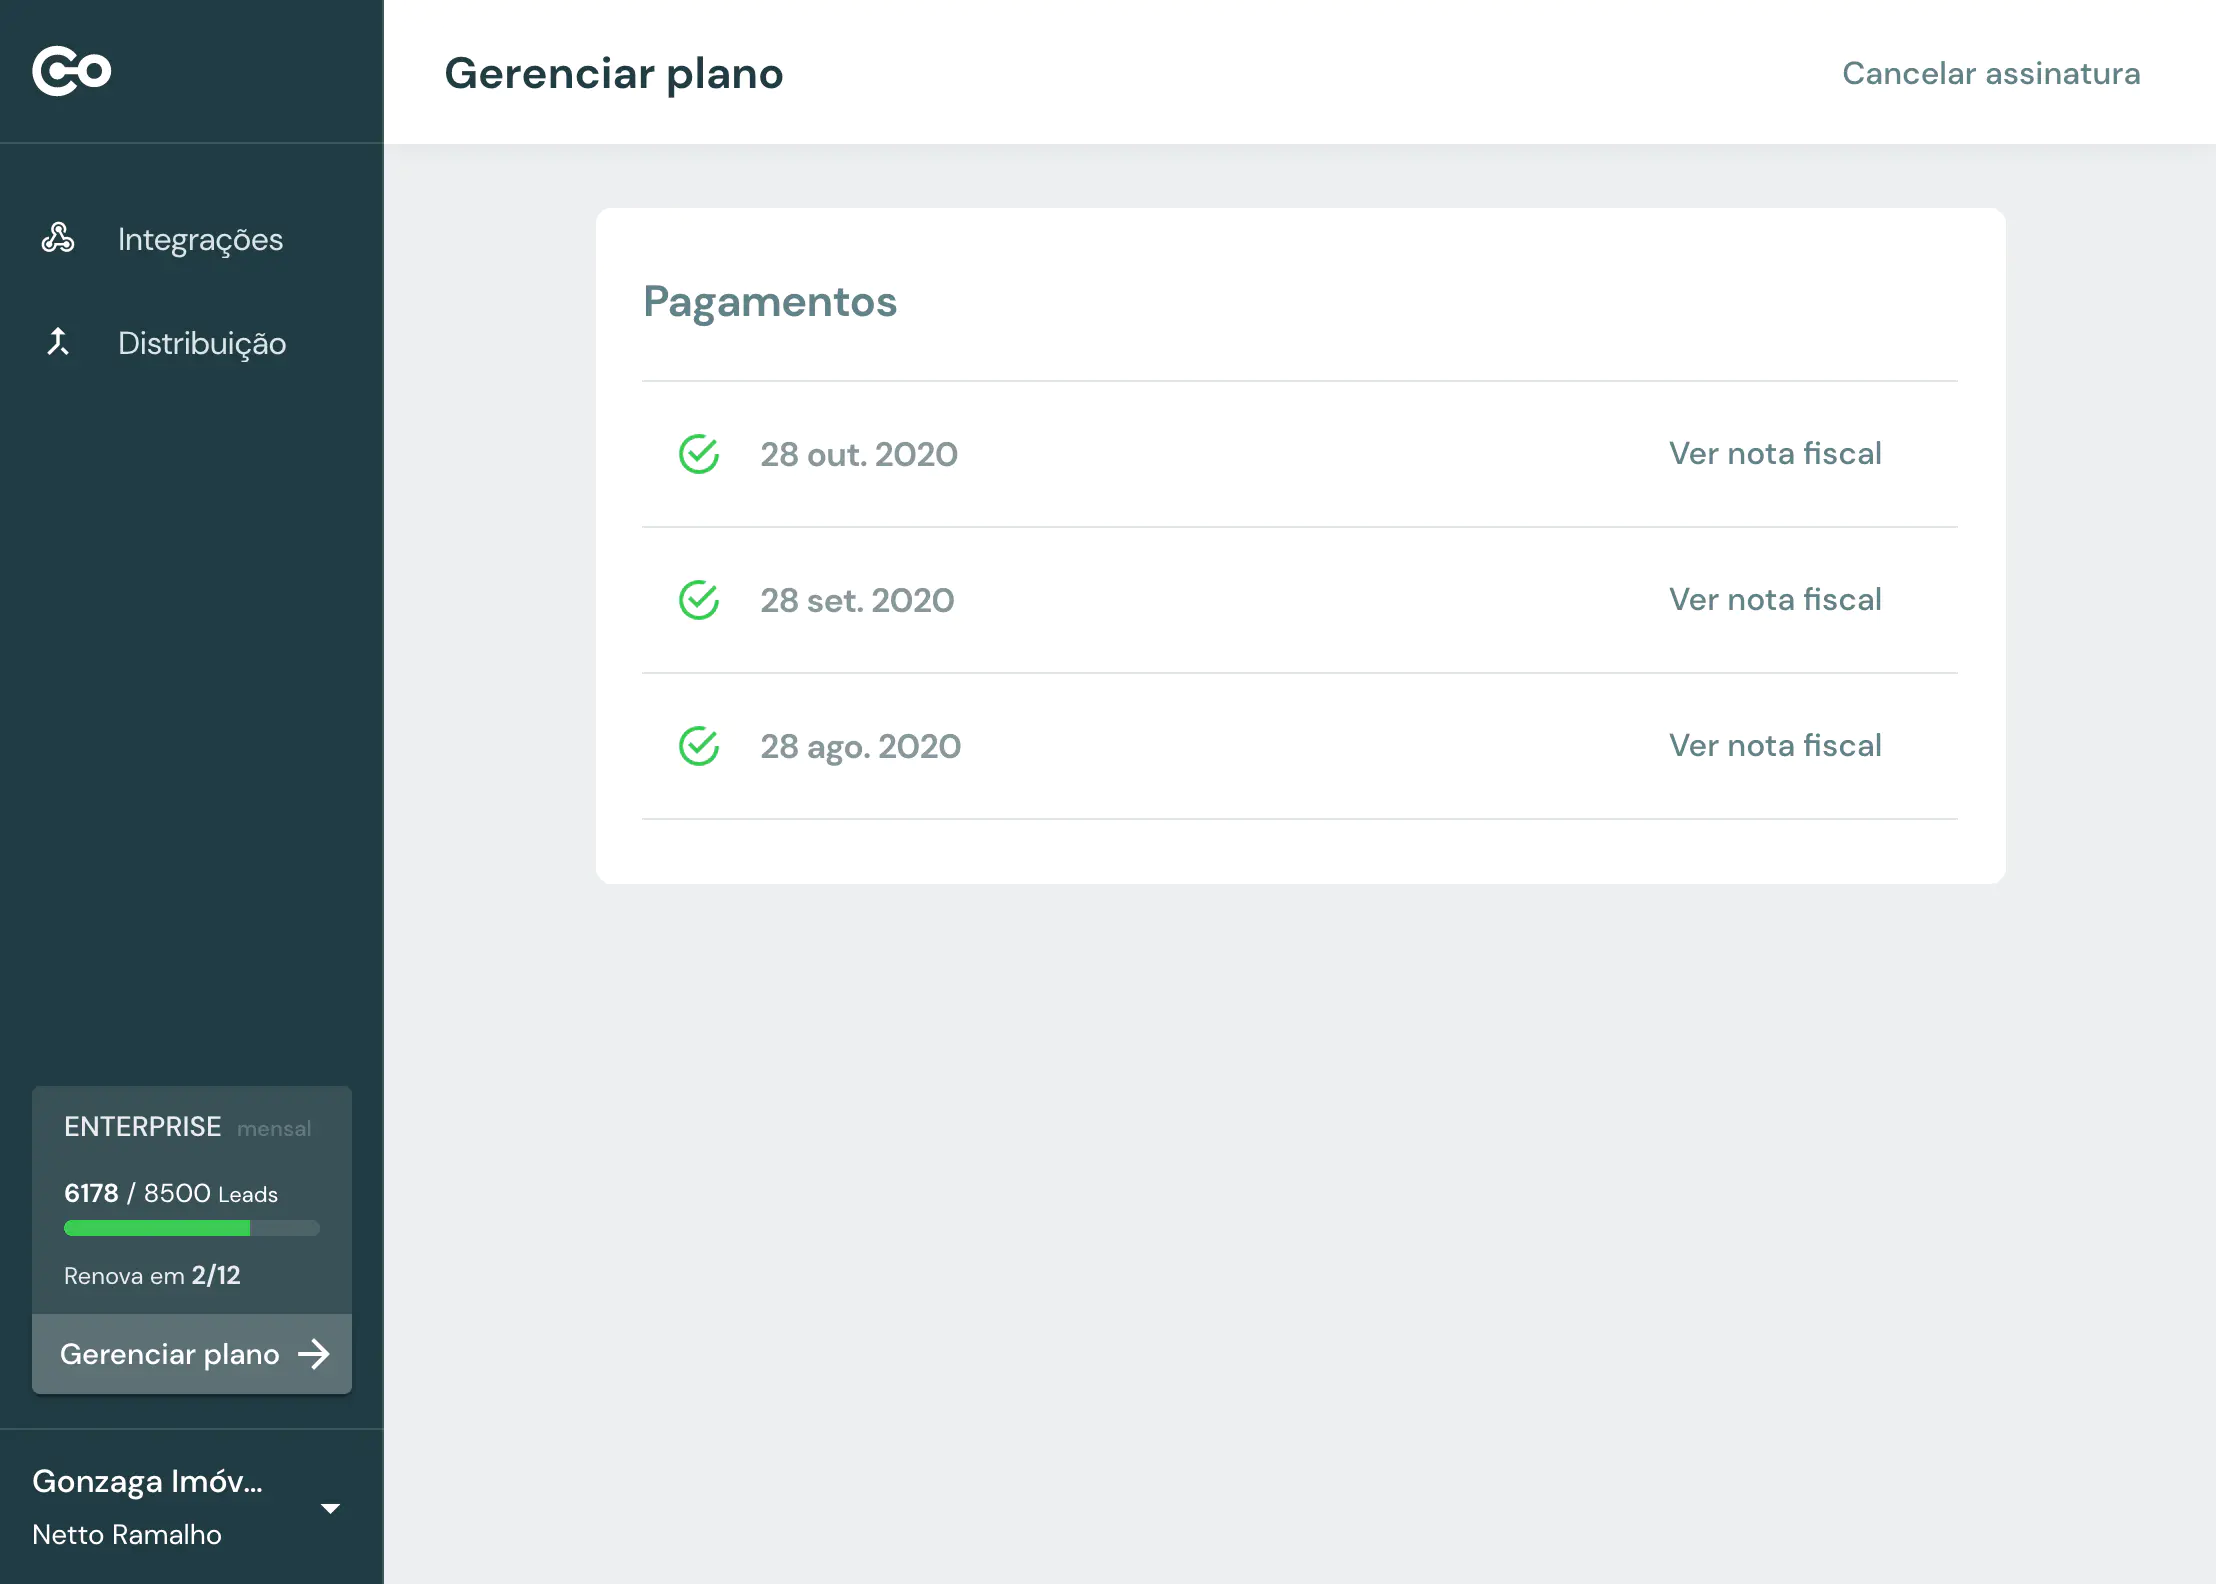 Co
Gerenciar plano
Cancelar assinatura
Integrações
Distribuição
Pagamentos
28 out. 2020 Ver nota fiscal
28 set. 2020 Ver nota fiscal
28 ago. 2020 Ver nota fiscal
ENTERPRISE mensal
6178 / 8500 Leads
Renova em 2/12
Gerenciar plano
Gonzaga Imóv...
Netto Ramalho